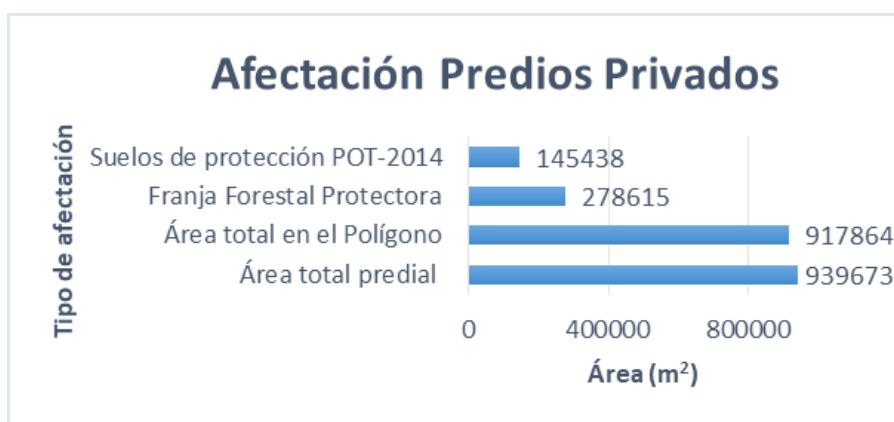 Afectación Predios Privados
Tipo de afectación
Suelos de protección POT-2014 145438
Franja Forestal Protectora 278615
Área total en el Polígono 917864
Área total predial 939673
0 400000 800000
Área (m²)